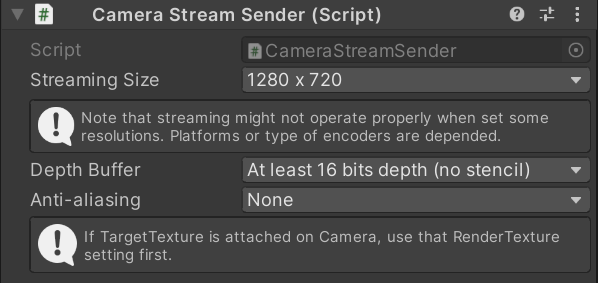 Camera Stream Sender (Script)
Script
CameraStreamSender
Streaming Size
1280 x 720
Note that streaming might not operate properly when set some
resolutions. Platforms or type of encoders are depended.
Depth Buffer
At least 16 bits depth (no stencil)
Anti-aliasing
None
If TargetTexture is attached on Camera, use that RenderTexture
setting first.